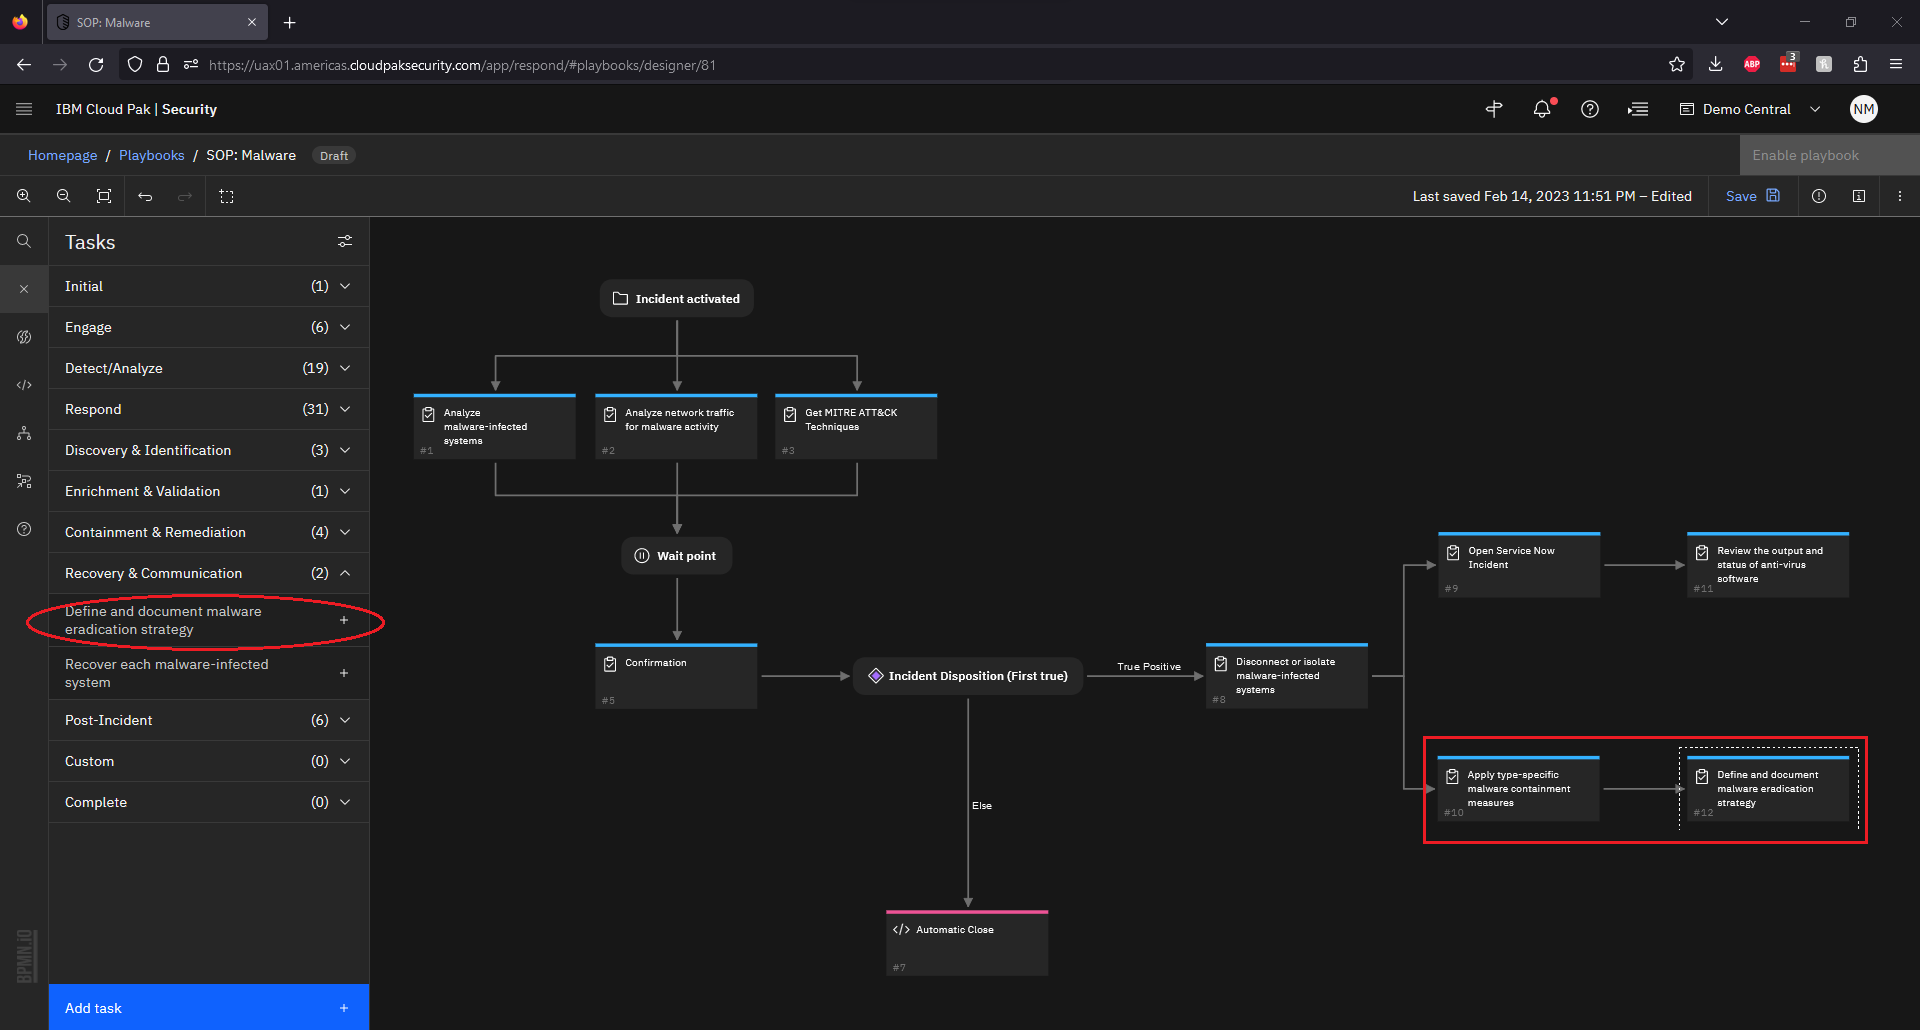 SOP: Malware
https://uax01.americas.cloudpaksecurity.com/app/respond/#playbooks/designer/81
ABP
3
IBM Cloud Pak | Security
Demo Central
NM
Homepage / Playbooks / SOP: Malware Draft
Enable playbook
Last saved Feb 14, 2023 11:51 PM – Edited
Save
Tasks
Initial (1)
Engage (6)
Detect/Analyze (19)
Respond (31)
Discovery & Identification (3)
Enrichment & Validation (1)
Containment & Remediation (4)
Recovery & Communication (2)
Define and document malware
eradication strategy
Recover each malware-infected
system
Post-Incident (6)
Custom (0)
Complete (0)
Add task
BPMN.iO
Incident activated
Analyze
malware-infected
systems
#1
Analyze network traffic
for malware activity
#2
Get MITRE ATT&CK
Techniques
#3
Wait point
Confirmation
#5
Incident Disposition (First true)
True Positive
Else
Automatic Close
#7
Disconnect or isolate
malware-infected
systems
#8
Open Service Now
Incident
#9
Review the output and
status of anti-virus
software
#11
Apply type-specific
malware containment
measures
#10
Define and document
malware eradication
strategy
#12